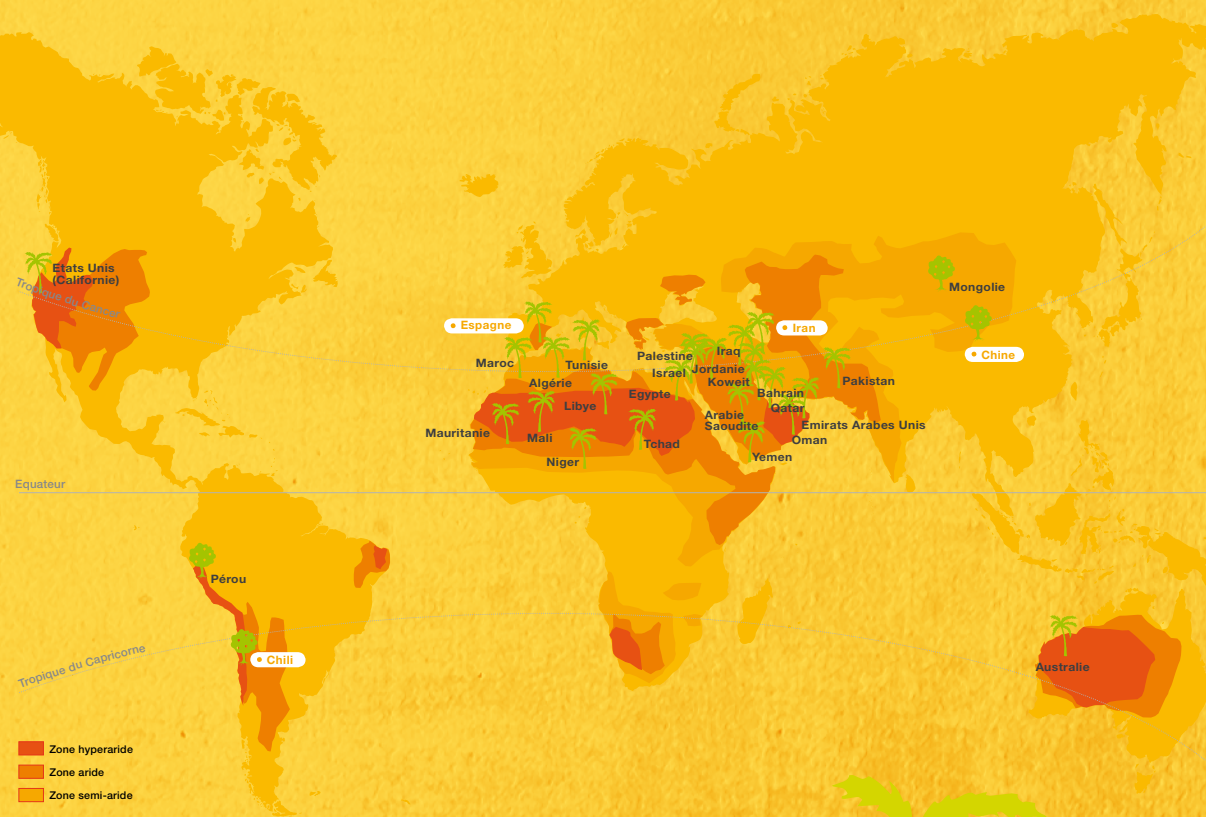 Etats Unis
(Californie)
Tropique du Cancer
Mongolie
Espagne
Iran
Chine
Maroc
Tunisie
Palestine
Iraq
Algérie
Israel
Jordanie
Koweit
Pakistan
Libye
Egypte
Bahrain
Qatar
Arabie
Saoudite
Emirats Arabes Unis
Mauritanie
Mali
Tchad
Oman
Niger
Yemen
Equateur
Pérou
Chili
Tropique du Capricorne
Australie
Zone hyperaride
Zone aride
Zone semi-aride